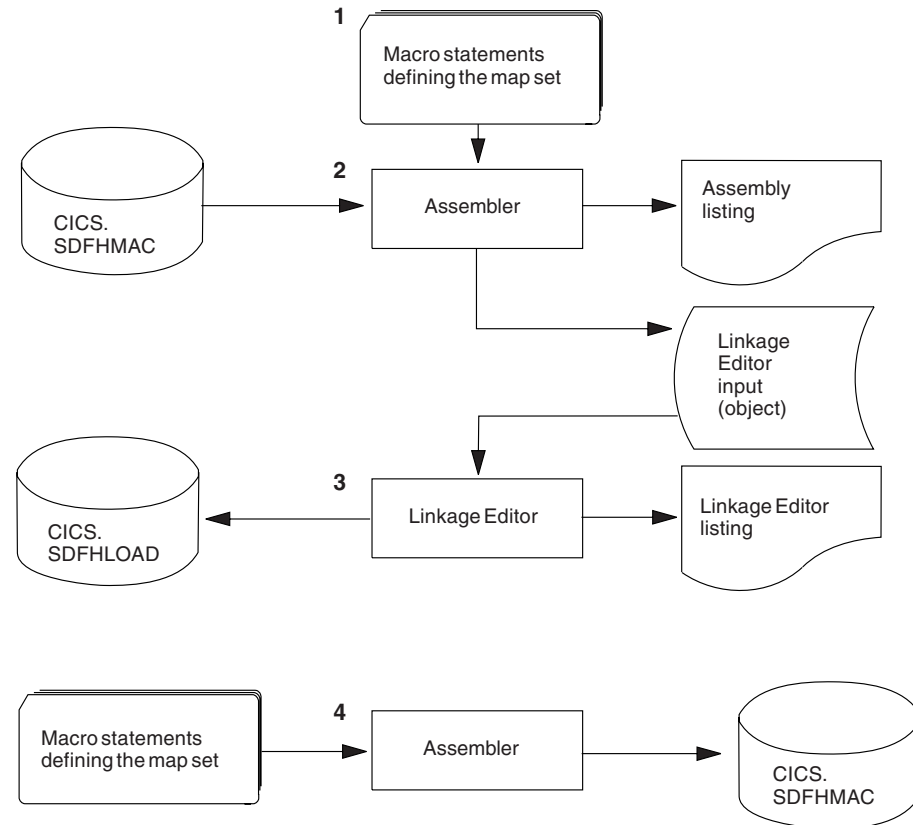 1
Macro statements
defining the map set
2
Assembler
Assembly
listing
CICS.
SDFHMAC
Linkage
Editor
input
(object)
3
Linkage Editor
Linkage Editor
listing
CICS.
SDFHLOAD
4
Macro statements
defining the map set
Assembler
CICS.
SDFHMAC